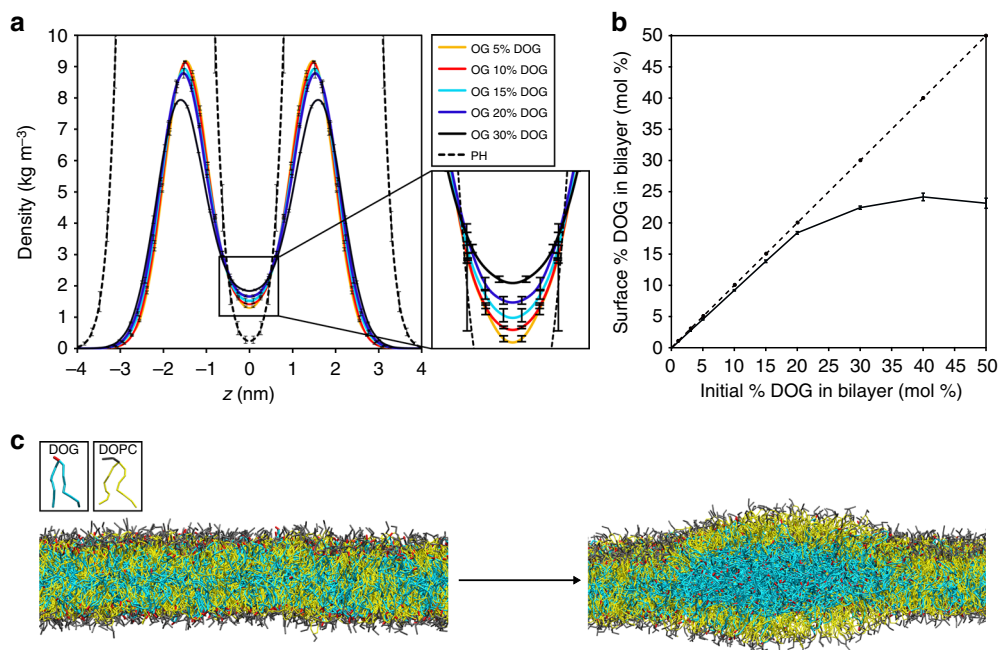 a
Density (kg m⁻³)
10
9
8
7
6
5
4
3
2
1
0
–4
–3
–2
–1
0
1
2
3
4
z (nm)
OG 5% DOG
OG 10% DOG
OG 15% DOG
OG 20% DOG
OG 30% DOG
PH
b
Surface % DOG in bilayer (mol %)
50
45
40
35
30
25
20
15
10
5
0
0
5
10
15
20
25
30
35
40
45
50
Initial % DOG in bilayer (mol %)
c
DOG
DOPC